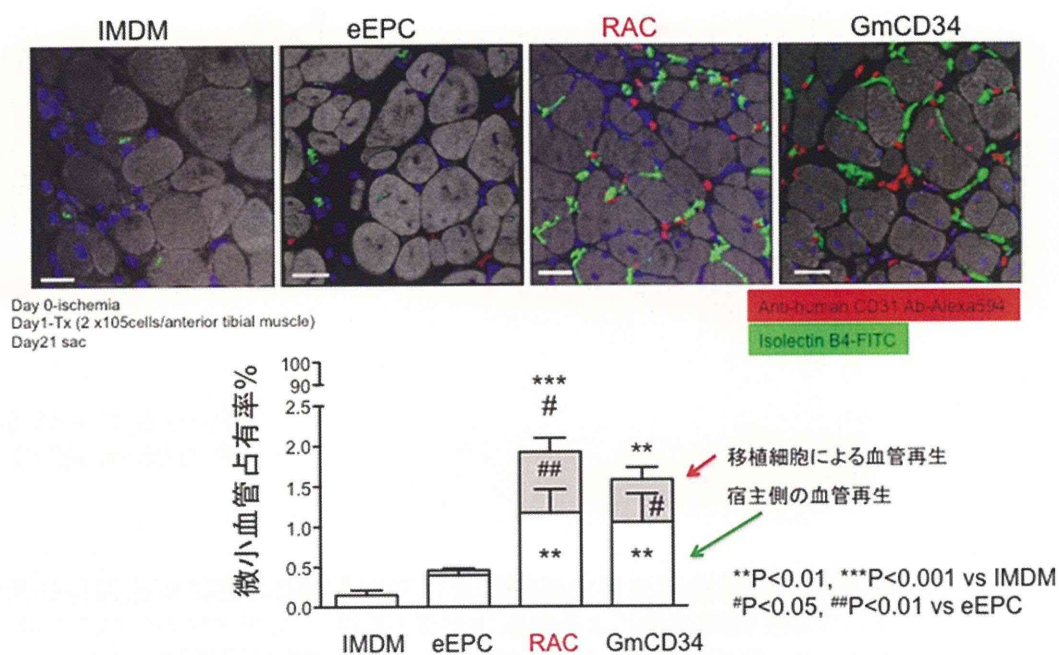 IMDM eEPC RAC GmCD34
Day 0-ischemia
Day1-Tx (2 x105cells/anterior tibial muscle)
Day21 sac
Anti-human CD31 Ab-Alexa594
Isolectin B4-FITC
微小血管占有率%
100
90
2.5
2.0
1.5
1.0
0.5
0.0
***
#
##
**
**
#
**
移植細胞による血管再生
宿主側の血管再生
**P<0.01, ***P<0.001 vs IMDM
#P<0.05, ##P<0.01 vs eEPC
IMDM eEPC RAC GmCD34